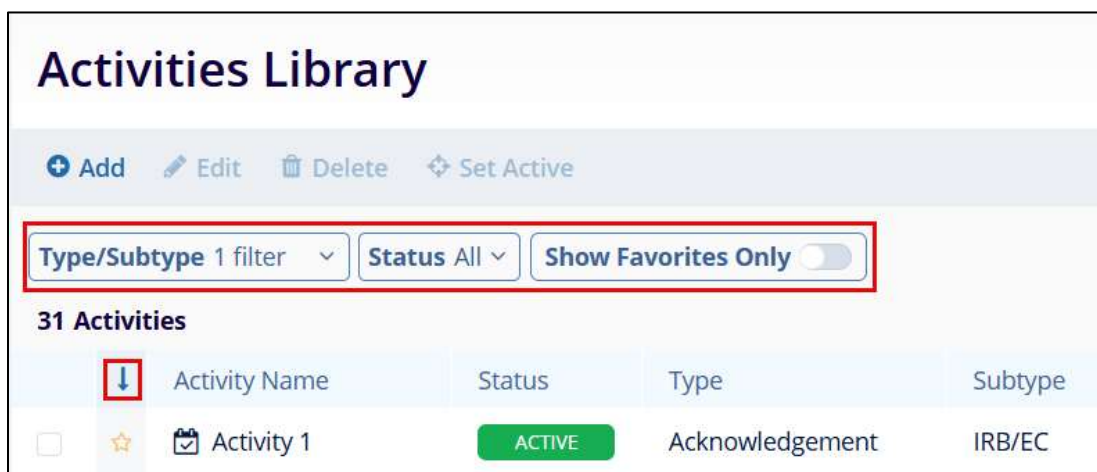 Activities Library
Add Edit Delete Set Active
Type/Subtype 1 filter Status All Show Favorites Only
31 Activities
Activity Name Status Type Subtype
Activity 1 ACTIVE Acknowledgement IRB/EC